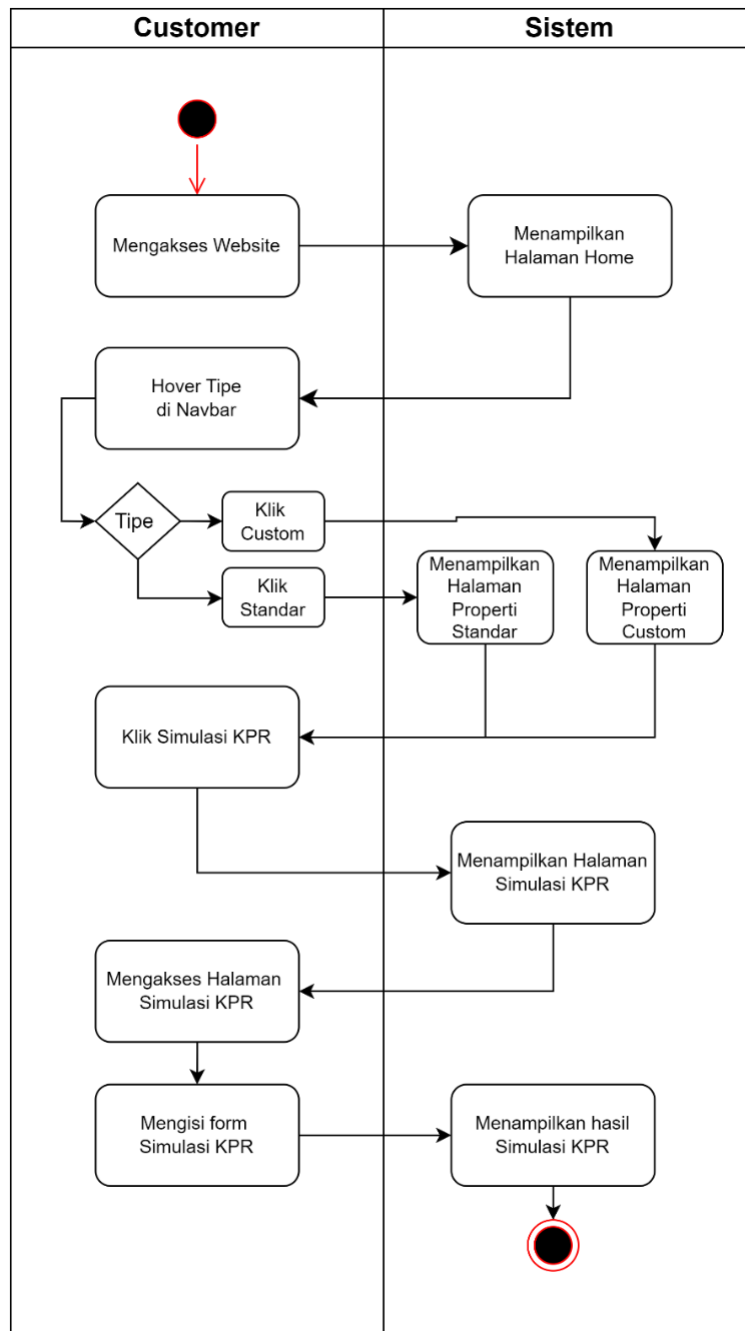 Customer
Sistem
Mengakses Website
Menampilkan
Halaman Home
Hover Tipe
di Navbar
Tipe
Klik
Custom
Klik
Standar
Menampilkan
Halaman
Properti
Standar
Menampilkan
Halaman
Properti
Custom
Klik Simulasi KPR
Menampilkan Halaman
Simulasi KPR
Mengakses Halaman
Simulasi KPR
Mengisi form
Simulasi KPR
Menampilkan hasil
Simulasi KPR